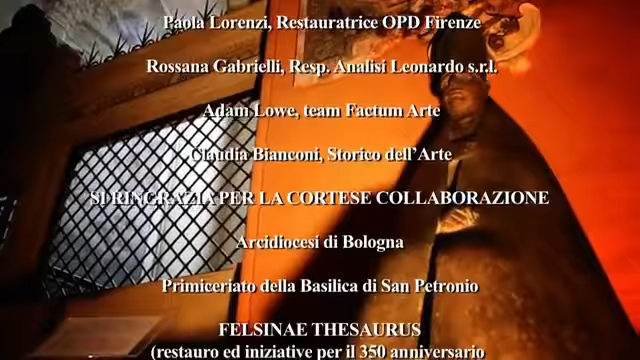 Paola Lorenzi, Restauratrice OPD Firenze
Rossana Gabrielli, Resp. Analisi Leonardo s.r.l.
Adam Lowe, team Factum Arte
Claudia Bianconi, Storico dell'Arte
SI RINGRAZIA PER LA CORTESE COLLABORAZIONE
Arcidiocesi di Bologna
Primiceriato della Basilica di San Petronio
FELSINAE THESAURUS
(restauro ed iniziative per il 350 anniversario